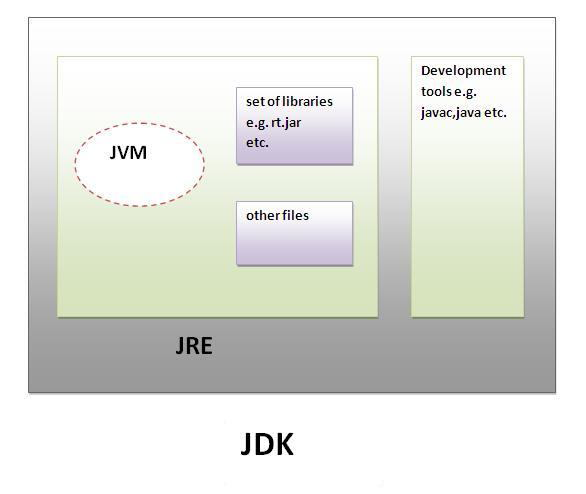 JVM
set of libraries
e.g. rt.jar
etc.
other files
Development
tools e.g.
javac,java etc.
JRE
JDK